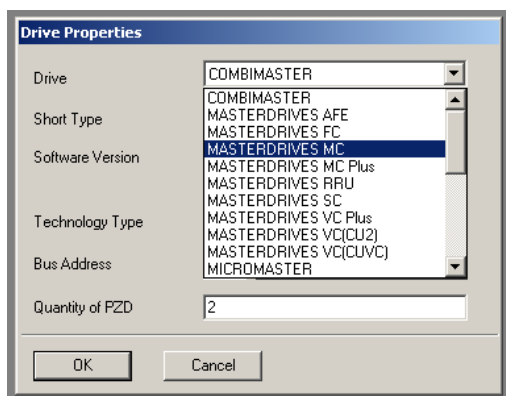 Drive Properties
Drive COMBIMASTER
COMBIMASTER
MASTERDRIVES AFE
Short Type
MASTERDRIVES FC
MASTERDRIVES MC
Software Version
MASTERDRIVES MC Plus
MASTERDRIVES RRU
MASTERDRIVES SC
MASTERDRIVES VC Plus
Technology Type
MASTERDRIVES VC(CU2)
MASTERDRIVES VC(CUVC)
Bus Address
MICROMASTER
Quantity of PZD 2
OK Cancel